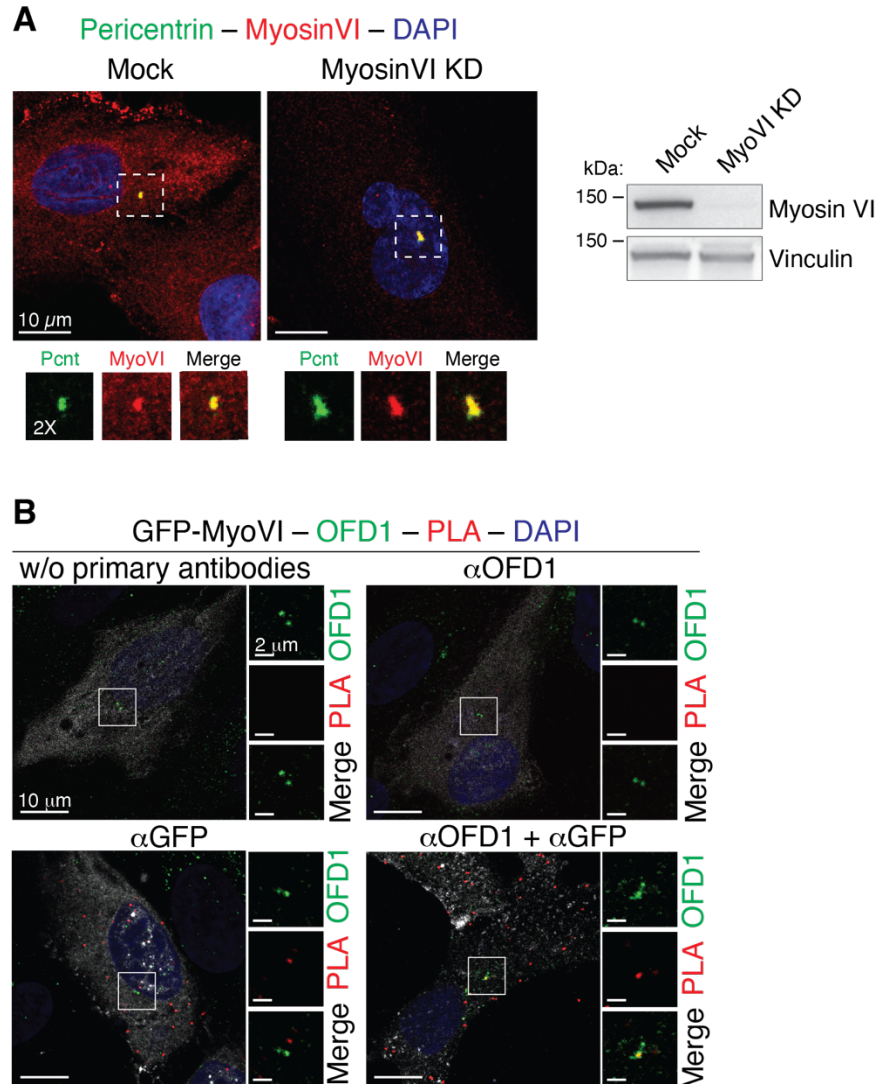 A
Pericentrin – MyosinVI – DAPI
Mock
MyosinVI KD
10 µm
Pcnt
MyoVI
Merge
2X
Pcnt
MyoVI
Merge
Mock
MyoVI KD
kDa:
150
Myosin VI
150
Vinculin
B
GFP-MyoVI – OFD1 – PLA – DAPI
w/o primary antibodies
αOFD1
10 µm
2 µm
Merge PLA OFD1
Merge PLA OFD1
αGFP
αOFD1 + αGFP
Merge PLA OFD1
Merge PLA OFD1